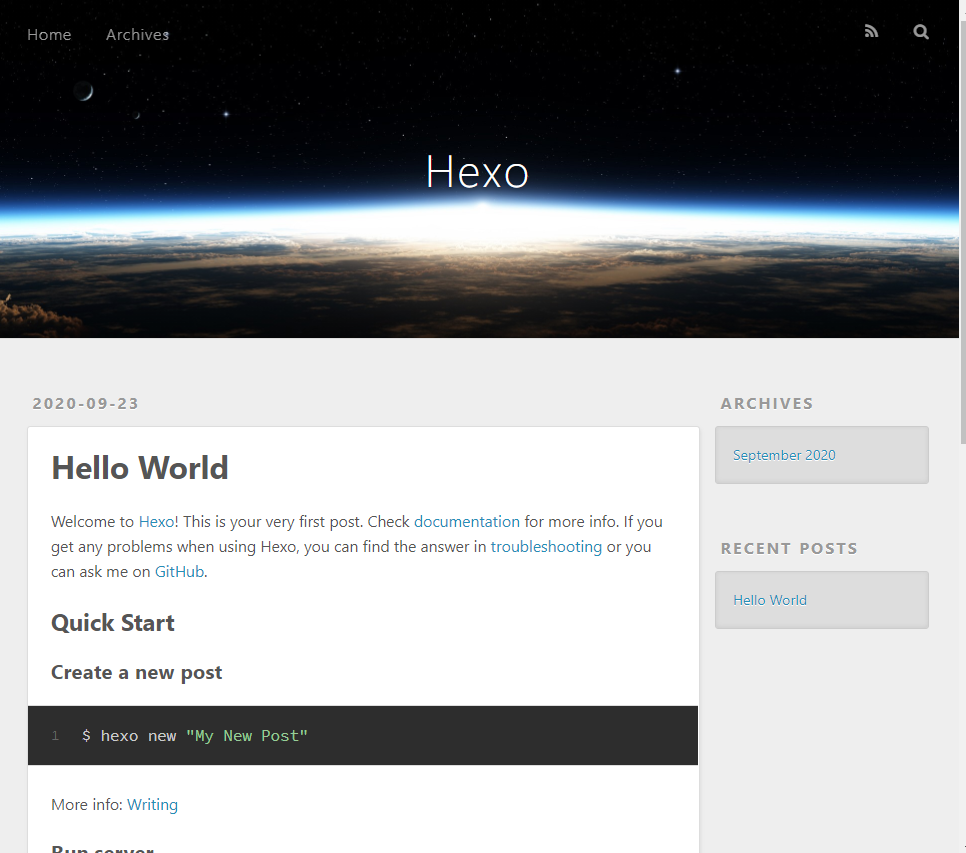 Home Archives
Hexo
2020-09-23
Hello World
Welcome to Hexo! This is your very first post. Check documentation for more info. If you
get any problems when using Hexo, you can find the answer in troubleshooting or you
can ask me on GitHub.
Quick Start
Create a new post
1 $ hexo new "My New Post"
More info: Writing
Run server
ARCHIVES
September 2020
RECENT POSTS
Hello World